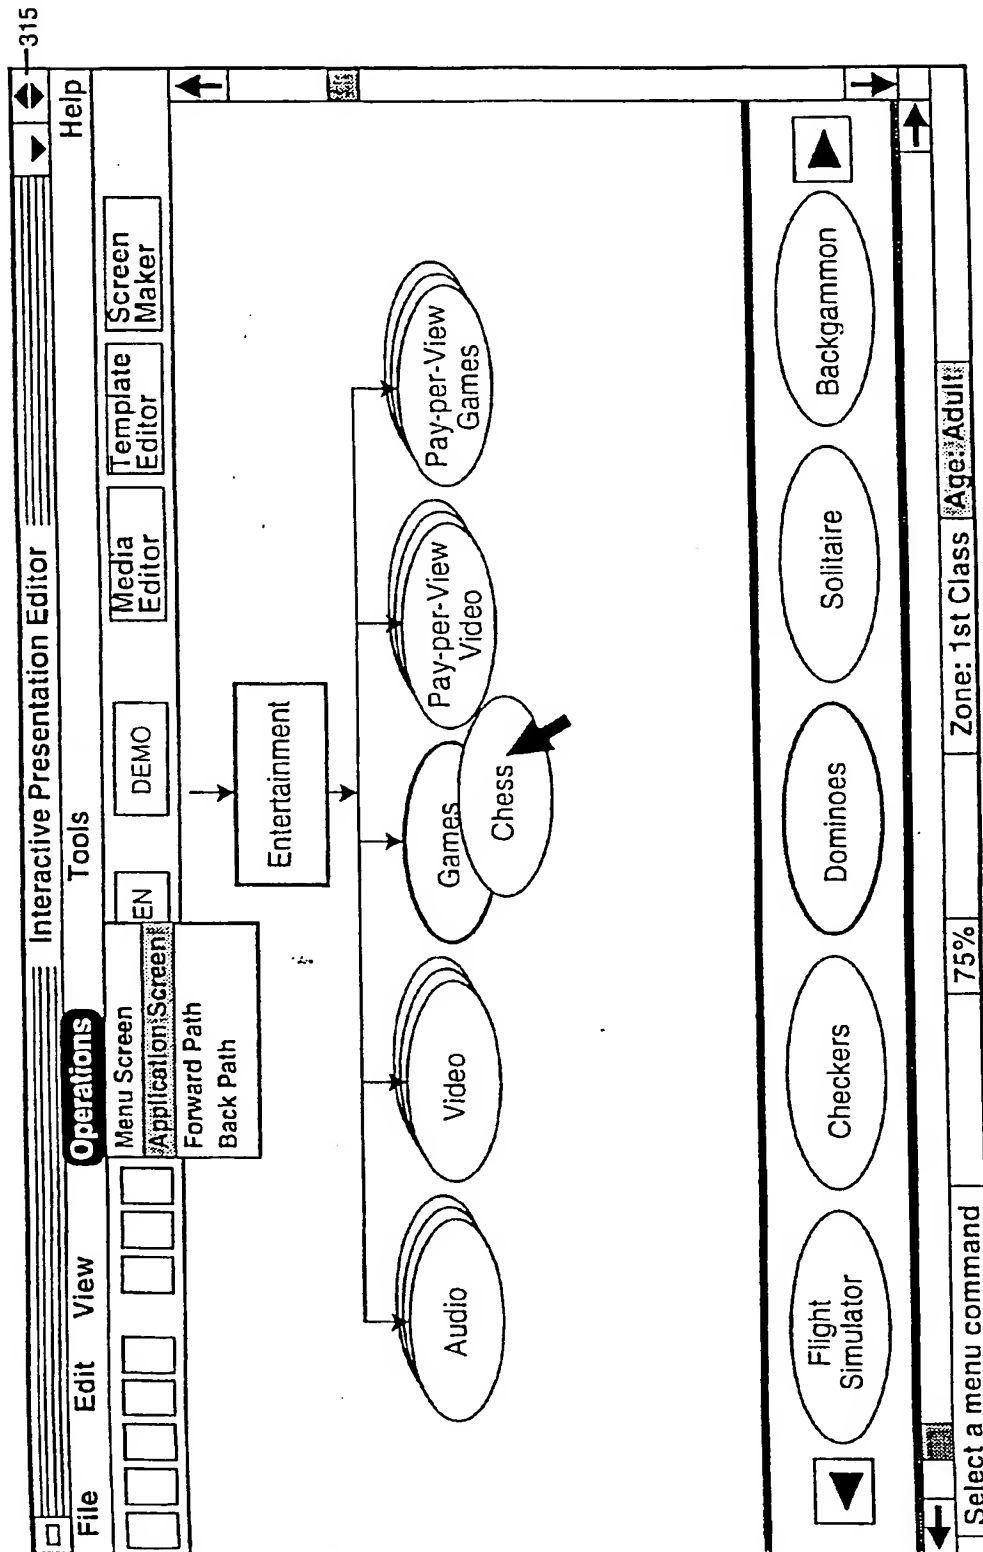 315
Interactive Presentation Editor
File Edit View Operations Tools Help
Menu Screen
Application Screen
Forward Path
Back Path
EN
DEMO
Media
Editor
Template
Editor
Screen
Maker
Entertainment
Audio
Video
Games
Chess
Pay-per-View
Video
Pay-per-View
Games
Flight
Simulator
Checkers
Dominoes
Solitaire
Backgammon
Select a menu command
75%
Zone: 1st Class
Age: Adult